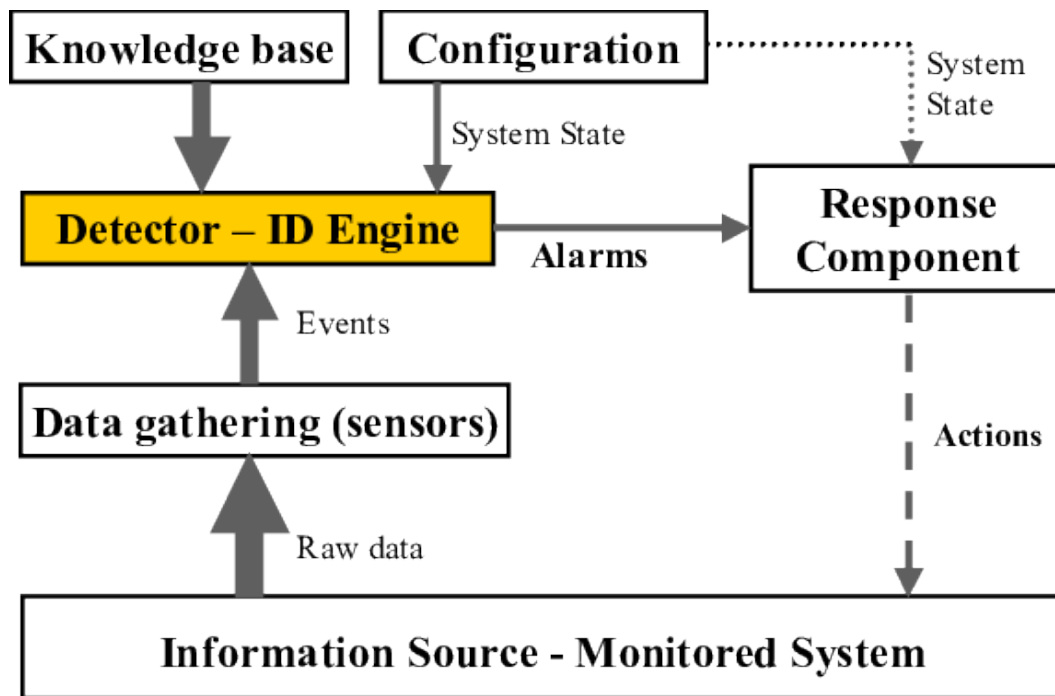 Knowledge base
Configuration
System
State
System State
Detector – ID Engine
Response
Component
Alarms
Events
Data gathering (sensors)
Actions
Raw data
Information Source - Monitored System